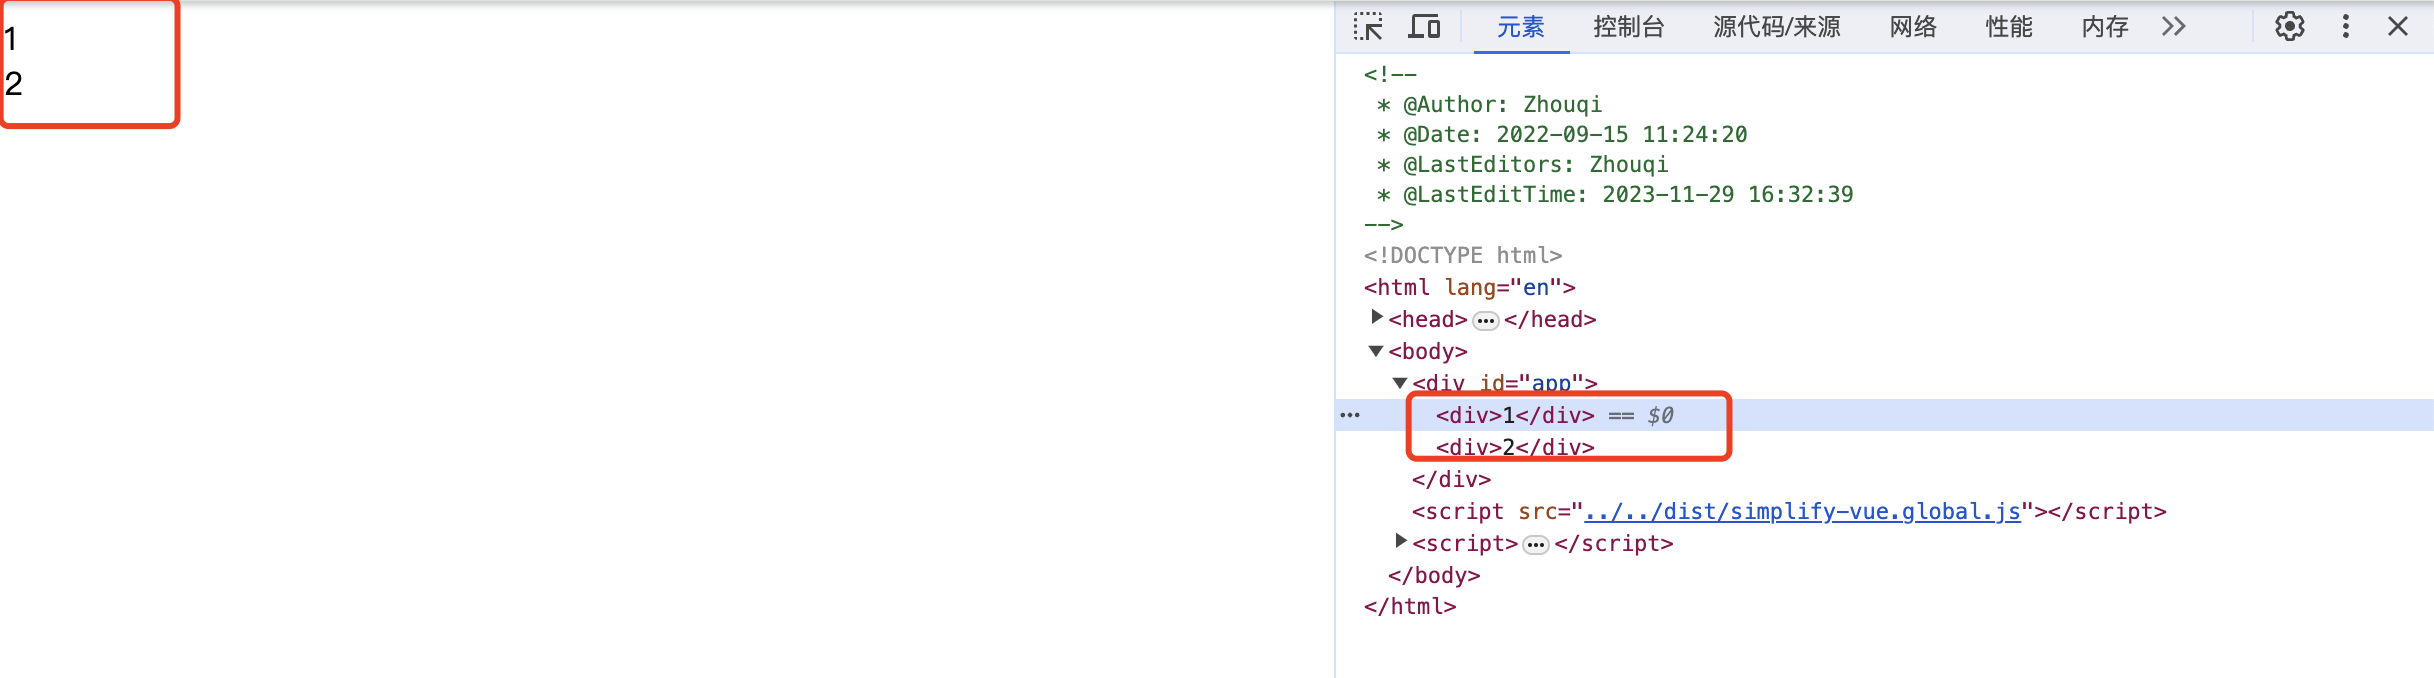 1
2
元素 控制台 源代码/来源 网络 性能 内存
<!--
 * @Author: Zhouqi
 * @Date: 2022-09-15 11:24:20
 * @LastEditors: Zhouqi
 * @LastEditTime: 2023-11-29 16:32:39
-->
<!DOCTYPE html>
<html lang="en">
<head>…</head>
<body>
<div id="app">
<div>1</div> == $0
<div>2</div>
</div>
<script src="../../dist/simplify-vue.global.js"></script>
<script>…</script>
</body>
</html>